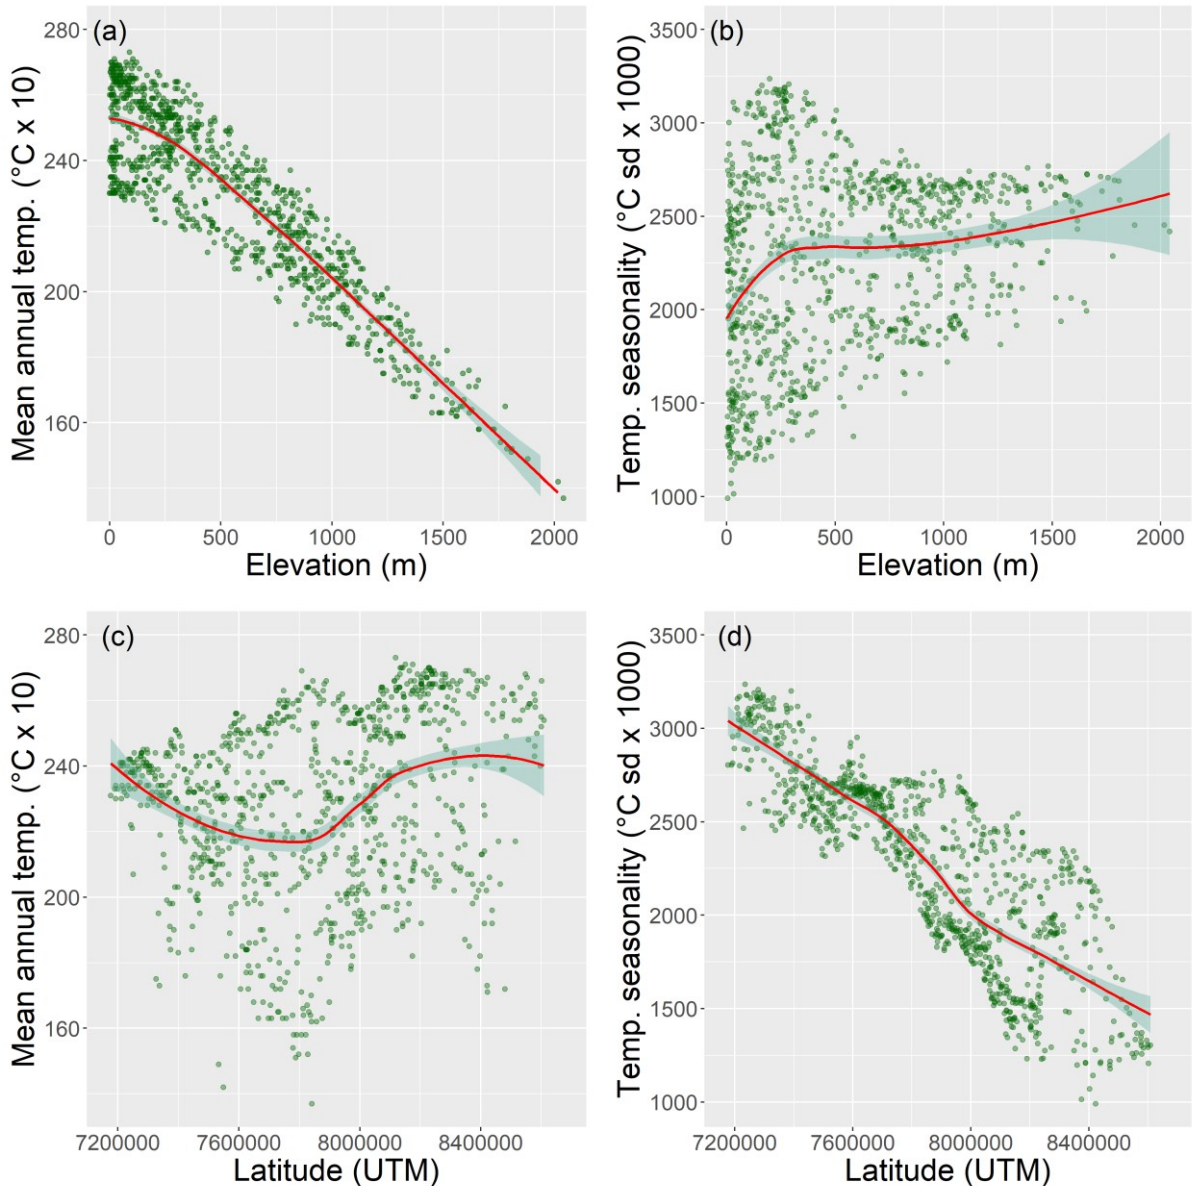 (a)
Mean annual temp. (°C x 10)
280
240
200
160
0 500 1000 1500 2000
Elevation (m)
(b)
Temp. seasonality (°C sd x 1000)
3500
3000
2500
2000
1500
1000
0 500 1000 1500 2000
Elevation (m)
(c)
Mean annual temp. (°C x 10)
280
240
200
160
7200000 7600000 8000000 8400000
Latitude (UTM)
(d)
Temp. seasonality (°C sd x 1000)
3500
3000
2500
2000
1500
1000
7200000 7600000 8000000 8400000
Latitude (UTM)